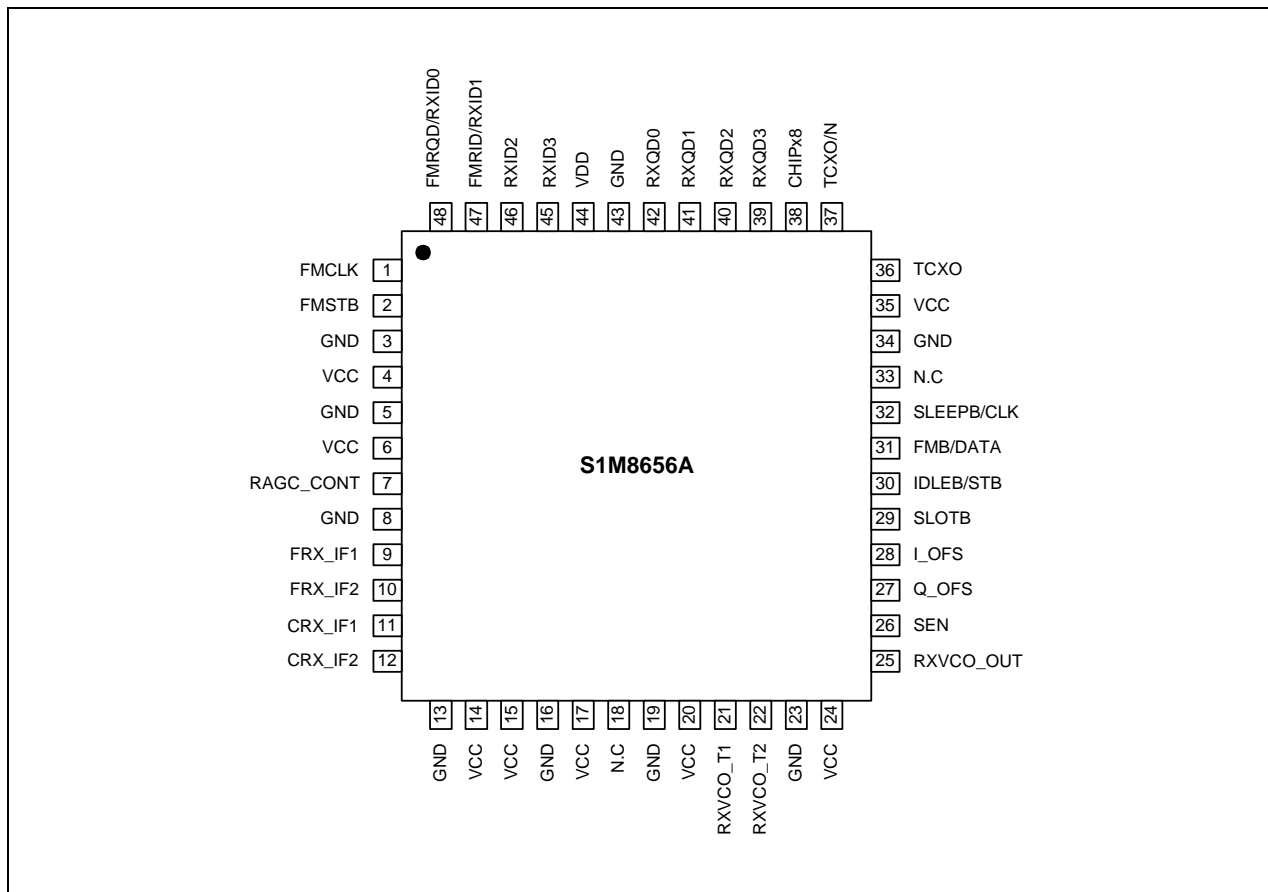 FMRQD/RXID0
FMRID/RXID1
RXID2
RXID3
VDD
GND
RXQD0
RXQD1
RXQD2
RXQD3
CHIPx8
TCXO/N
48
47
46
45
44
43
42
41
40
39
38
37
FMCLK 1
FMSTB 2
GND 3
VCC 4
GND 5
VCC 6
RAGC_CONT 7
GND 8
FRX_IF1 9
FRX_IF2 10
CRX_IF1 11
CRX_IF2 12
S1M8656A
36 TCXO
35 VCC
34 GND
33 N.C
32 SLEEPB/CLK
31 FMB/DATA
30 IDLEB/STB
29 SLOTB
28 I_OFS
27 Q_OFS
26 SEN
25 RXVCO_OUT
13
14
15
16
17
18
19
20
21
22
23
24
GND
VCC
VCC
GND
VCC
N.C
GND
VCC
RXVCO_T1
RXVCO_T2
GND
VCC